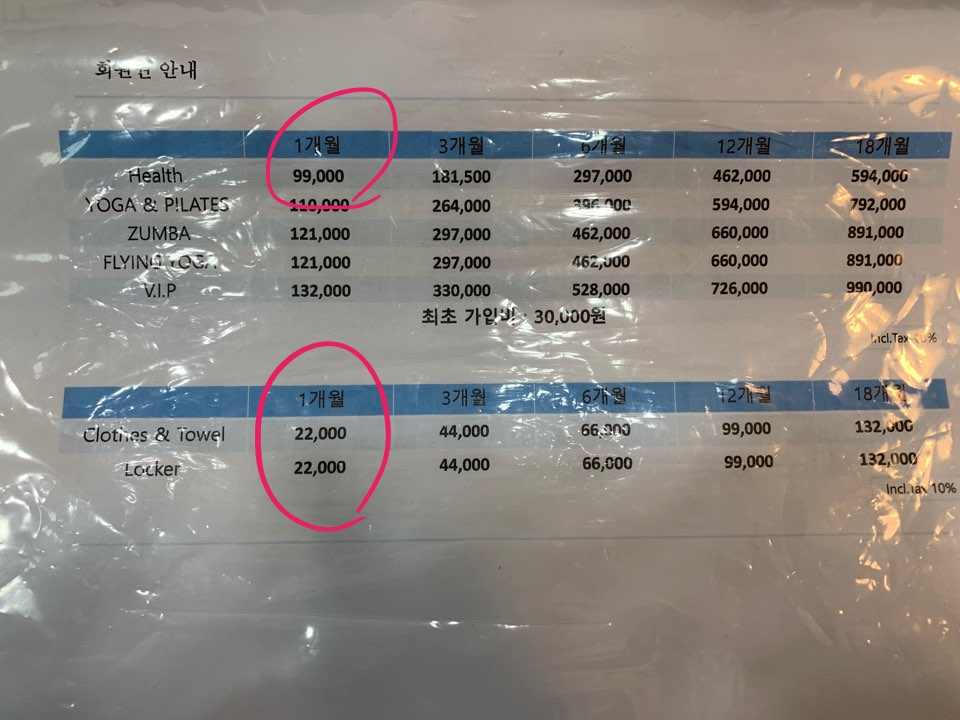 회원권 안내
1개월 3개월 6개월 12개월 18개월
Health 99,000 181,500 297,000 462,000 594,000
YOGA & PILATES 110,000 264,000 396,000 594,000 792,000
ZUMBA 121,000 297,000 462,000 660,000 891,000
FLYING YOGA 121,000 297,000 462,000 660,000 891,000
V.I.P 132,000 330,000 528,000 726,000 990,000
최초 가입비 : 30,000원
Incl.Tax 10%
1개월 3개월 6개월 12개월 18개월
Clothes & Towel 22,000 44,000 66,000 99,000 132,000
Locker 22,000 44,000 66,000 99,000 132,000
Incl.Tax 10%